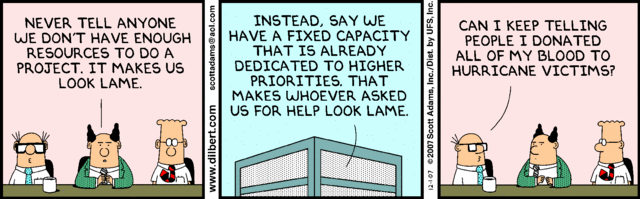 NEVER TELL ANYONE
WE DON'T HAVE ENOUGH
RESOURCES TO DO A
PROJECT. IT MAKES US
LOOK LAME.
www.dilbert.com
scottadams@aol.com
INSTEAD, SAY WE
HAVE A FIXED CAPACITY
THAT IS ALREADY
DEDICATED TO HIGHER
PRIORITIES. THAT
MAKES WHOEVER ASKED
US FOR HELP LOOK LAME.
12-1-07 ©2007 Scott Adams, Inc./Dist. by UFS, Inc.
CAN I KEEP TELLING
PEOPLE I DONATED
ALL OF MY BLOOD TO
HURRICANE VICTIMS?